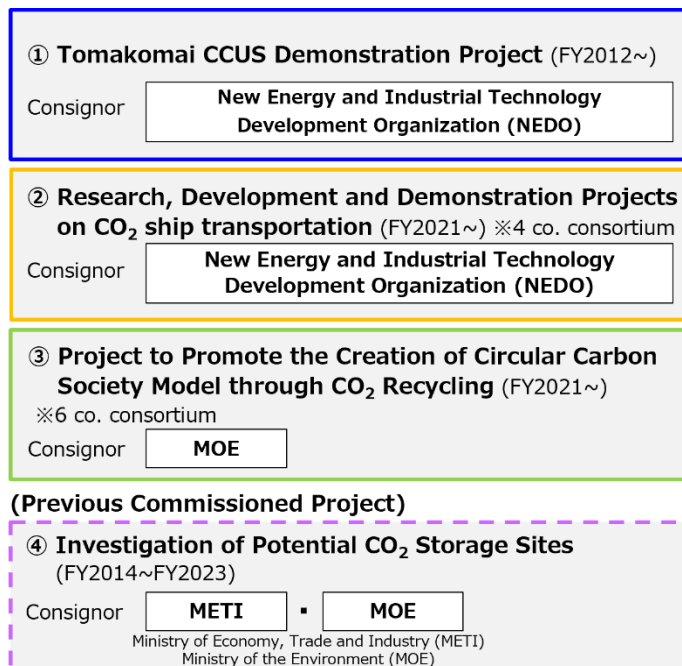 ① Tomakomai CCUS Demonstration Project (FY2012~)
Consignor
New Energy and Industrial Technology
Development Organization (NEDO)
② Research, Development and Demonstration Projects
on CO₂ ship transportation (FY2021~) ※4 co. consortium
Consignor
New Energy and Industrial Technology
Development Organization (NEDO)
③ Project to Promote the Creation of Circular Carbon
Society Model through CO₂ Recycling (FY2021~)
※6 co. consortium
Consignor MOE
(Previous Commissioned Project)
④ Investigation of Potential CO₂ Storage Sites
(FY2014~FY2023)
Consignor METI ▪ MOE
Ministry of Economy, Trade and Industry (METI)
Ministry of the Environment (MOE)